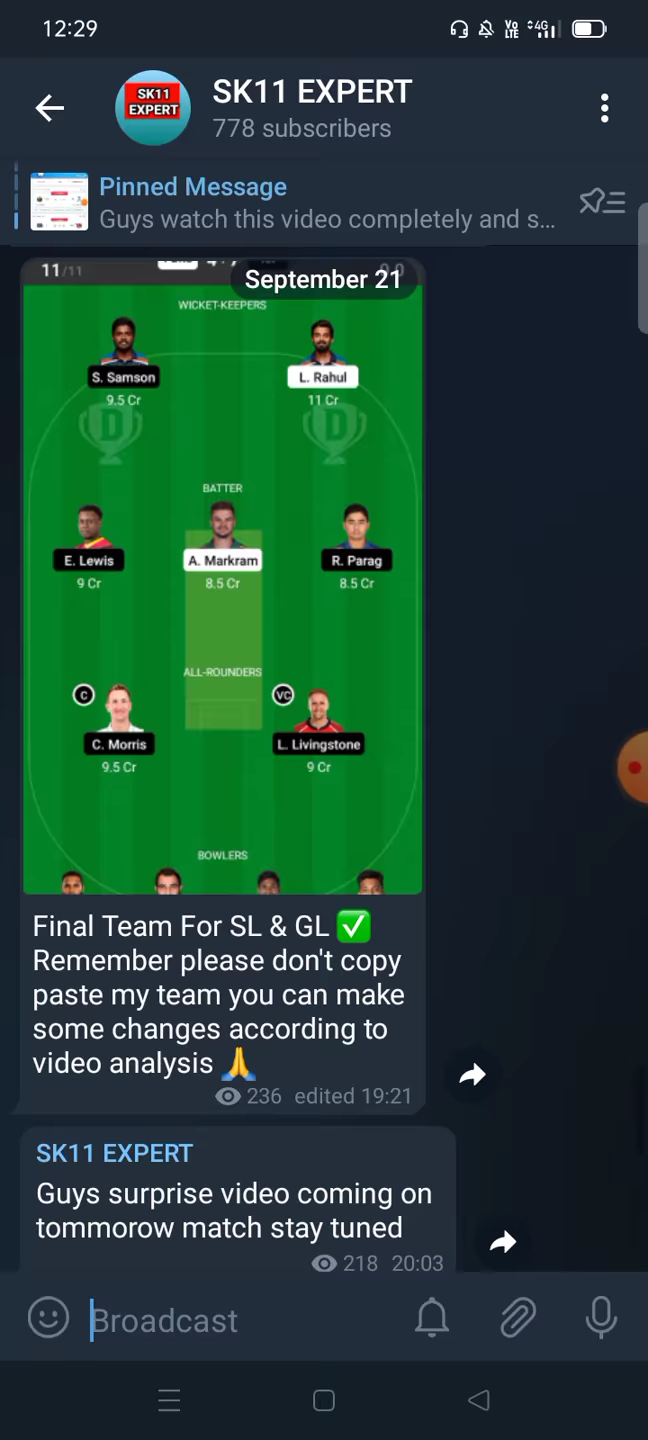 12:29
Vo LTE 4G
SK11 EXPERT
SK11 EXPERT
778 subscribers
Pinned Message
Guys watch this video completely and s...
11/11
September 21
WICKET-KEEPERS
S. Samson
L. Rahul
9.5 Cr
11 Cr
D
D
BATTER
E. Lewis
A. Markram
R. Parag
9 Cr
8.5 Cr
8.5 Cr
ALL-ROUNDERS
C
VC
C. Morris
L. Livingstone
9.5 Cr
9 Cr
BOWLERS
Final Team For SL & GL ✅
Remember please don't copy
paste my team you can make
some changes according to
video analysis 🙏
236 edited 19:21
SK11 EXPERT
Guys surprise video coming on
tommorow match stay tuned
218 20:03
Broadcast